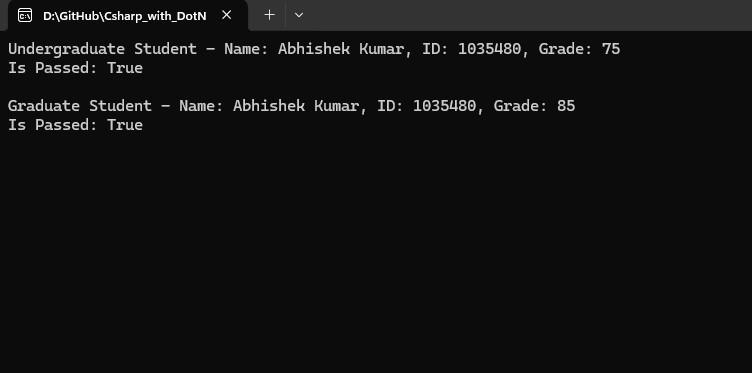 D:\GitHub\Csharp_with_DotN
Undergraduate Student - Name: Abhishek Kumar, ID: 1035480, Grade: 75
Is Passed: True
Graduate Student - Name: Abhishek Kumar, ID: 1035480, Grade: 85
Is Passed: True